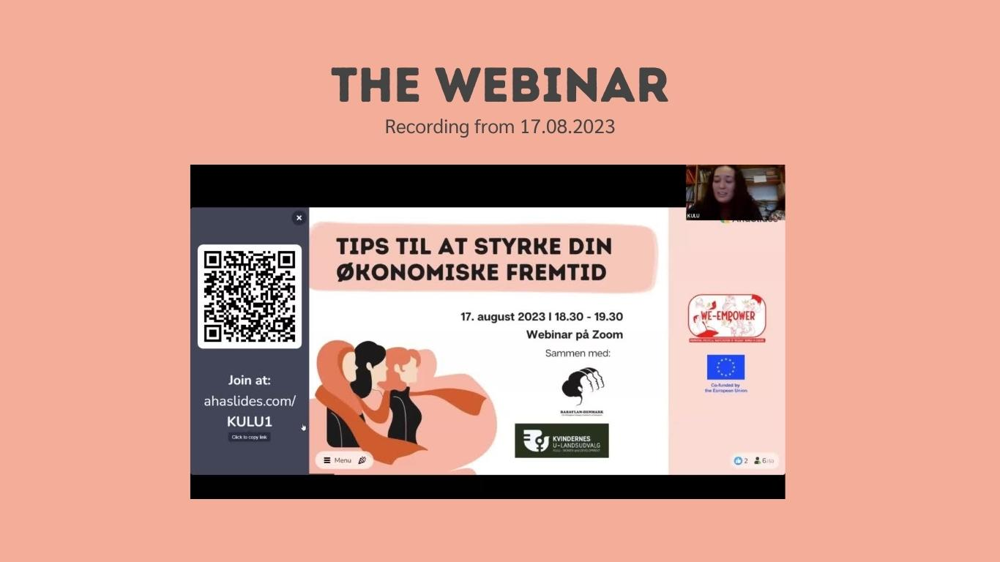 THE WEBINAR
Recording from 17.08.2023
KULU
TIPS TIL AT STYRKE DIN
ØKONOMISKE FREMTID
17. august 2023 I 18.30 - 19.30
Webinar på Zoom
Sammen med:
BABAYLAN-DENMARK
KVINDERNES
U-LANDSUDVALG
KULU - WOMEN and DEVELOPMENT
Join at:
ahaslides.com/
KULU1
Click to copy link
Menu
AhaSlides
WE-EMPOWER
Co-funded by
the European Union
2
6/50